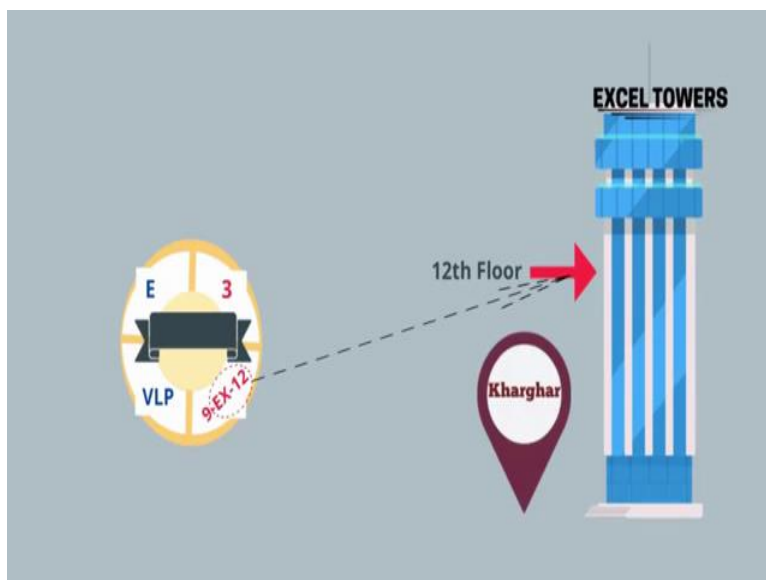 EXCEL TOWERS
12th Floor
E
3
VLP
9-EX-12
Kharghar